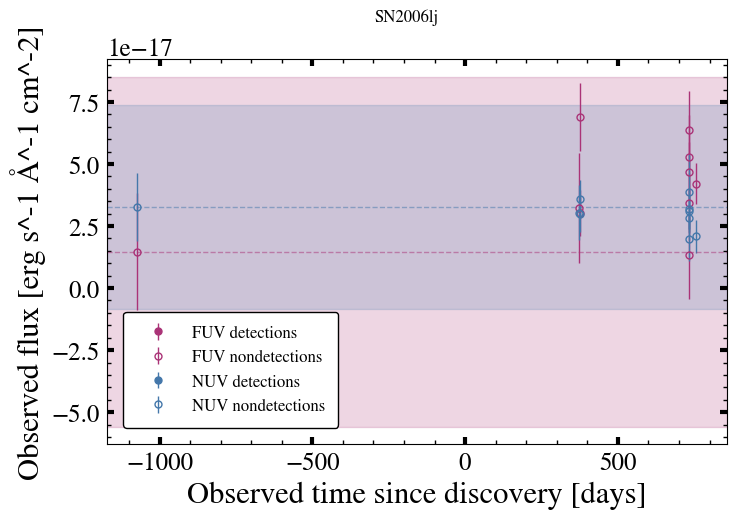 SN2006lj
1e−17
Observed flux [erg s^-1 Å^-1 cm^-2]
7.5
5.0
2.5
0.0
−2.5
−5.0
FUV detections
FUV nondetections
NUV detections
NUV nondetections
−1000
−500
0
500
Observed time since discovery [days]